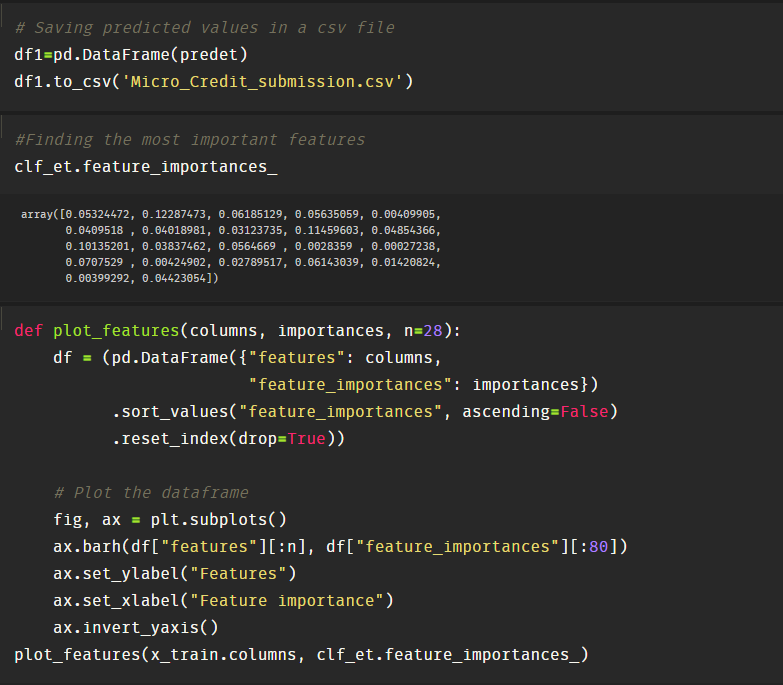 # Saving predicted values in a csv file
df1=pd.DataFrame(predet)
df1.to_csv('Micro_Credit_submission.csv')
#Finding the most important features
clf_et.feature_importances_
array([0.05324472, 0.12287473, 0.06185129, 0.05635059, 0.00409905,
       0.0409518 , 0.04018981, 0.03123735, 0.11459603, 0.04854366,
       0.10135201, 0.03837462, 0.0564669 , 0.0028359 , 0.00027238,
       0.0707529 , 0.00424902, 0.02789517, 0.06143039, 0.01420824,
       0.00399292, 0.04423054])
def plot_features(columns, importances, n=28):
    df = (pd.DataFrame({"features": columns,
                        "feature_importances": importances})
          .sort_values("feature_importances", ascending=False)
          .reset_index(drop=True))
    # Plot the dataframe
    fig, ax = plt.subplots()
    ax.barh(df["features"][:n], df["feature_importances"][:80])
    ax.set_ylabel("Features")
    ax.set_xlabel("Feature importance")
    ax.invert_yaxis()
plot_features(x_train.columns, clf_et.feature_importances_)